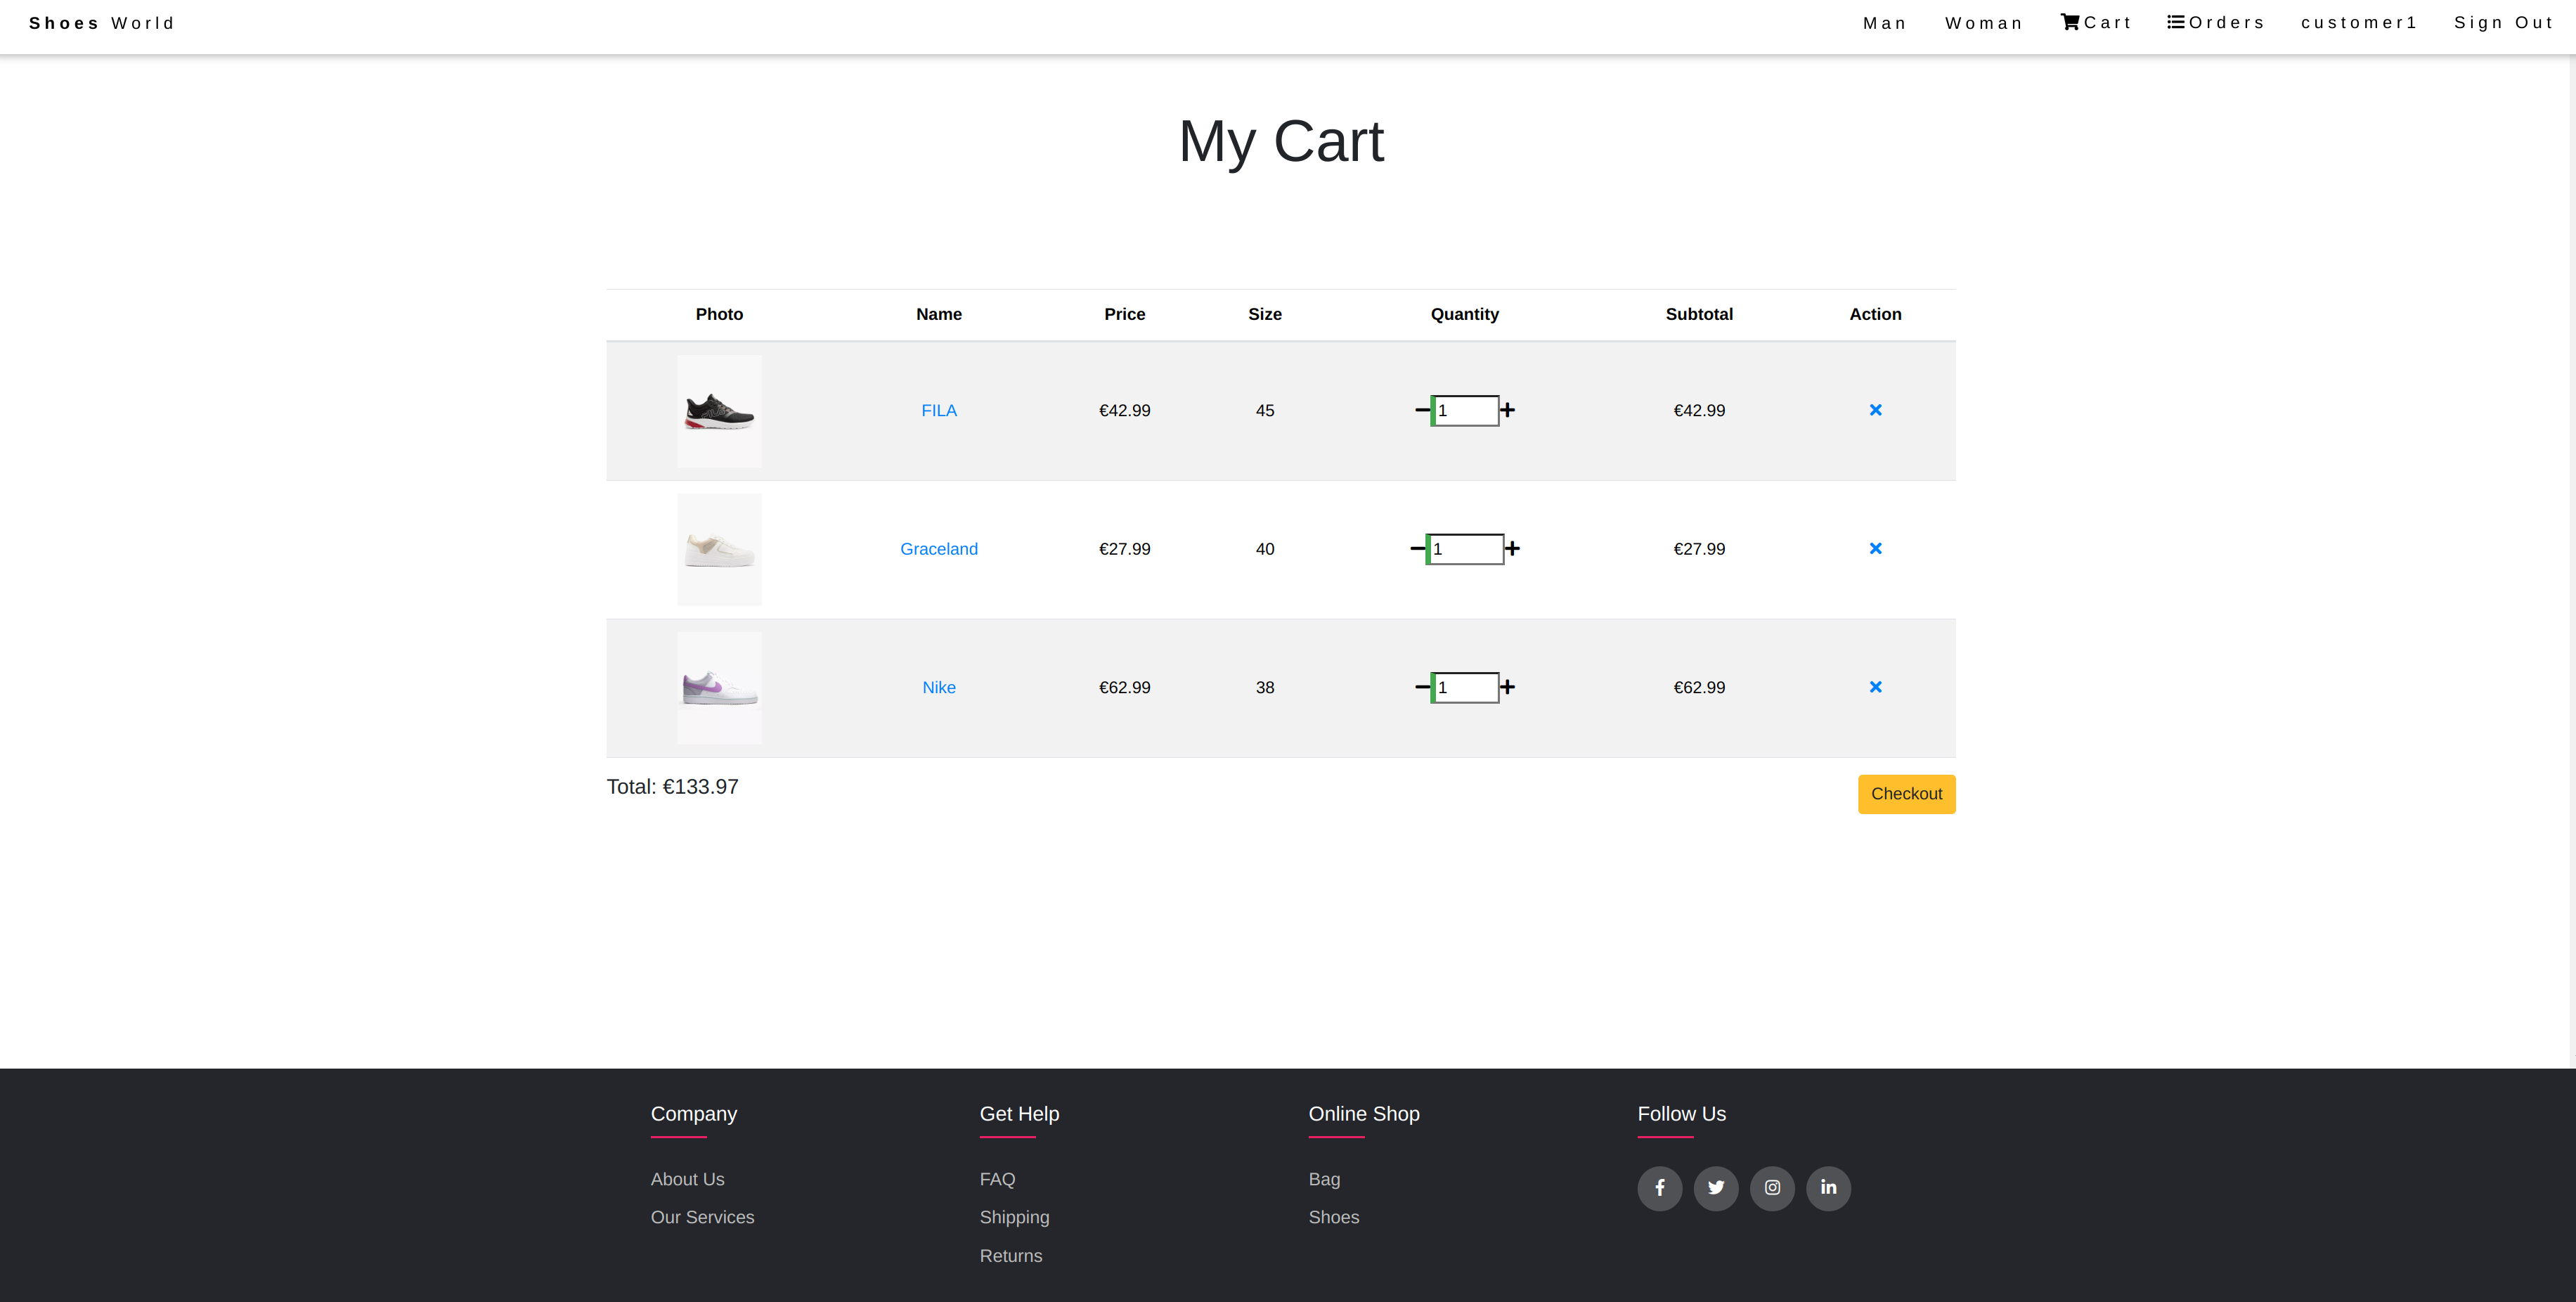 Shoes World Man Woman Cart Orders customer1 Sign Out
My Cart
Photo Name Price Size Quantity Subtotal Action
FILA €42.99 45 1 €42.99
Graceland €27.99 40 1 €27.99
Nike €62.99 38 1 €62.99
Total: €133.97 Checkout
Company Get Help Online Shop Follow Us
About Us FAQ Bag
Our Services Shipping Shoes
Returns